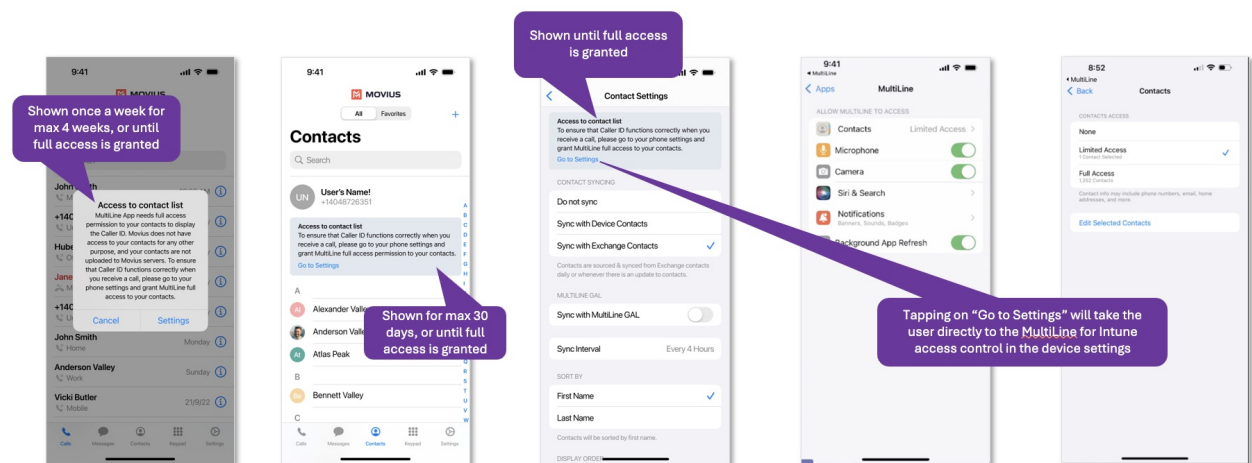 Shown once a week for
max 4 weeks, or until
full access is granted
9:41
MOVIUS
John Smith
+140
Hube
Jane
+140
John Smith
Home
Monday
Anderson Valley
Work
Sunday
Vicki Butler
Mobile
21/9/22
Access to contact list
MultiLine App needs full access
permission to your contacts to display
the Caller ID. Movius does not have
access to your contacts for any other
purpose, and your contacts are not
uploaded to Movius servers. To ensure
that Caller ID functions correctly when
you receive a call, please go to your
phone settings and grant MultiLine full
access to your contacts.
Cancel
Settings
Calls
Messages
Contacts
Keypad
Settings
9:41
MOVIUS
All
Favorites
+
Contacts
Search
UN
User's Name!
+14048726351
Access to contact list
To ensure that Caller ID functions correctly when you
receive a call, please go to your phone settings and
grant MultiLine full access permission to your contacts.
Go to Settings
A
Al
Alexander Valle
Anderson Valle
At
Atlas Peak
B
Be
Bennett Valley
C
A
B
C
D
E
F
G
H
I
Q
R
S
T
U
V
W
Calls
Messages
Contacts
Keypad
Settings
Shown for max 30
days, or until full
access is granted
Shown until full access
is granted
Contact Settings
Access to contact list
To ensure that Caller ID functions correctly when you
receive a call, please go to your phone settings and
grant MultiLine full access to your contacts.
Go to Settings
CONTACT SYNCING
Do not sync
Sync with Device Contacts
Sync with Exchange Contacts
Contacts are sourced & synced from Exchange contacts
daily or whenever there is an update to contacts.
MULTILINE GAL
Sync with MultiLine GAL
Sync Interval
Every 4 Hours
SORT BY
First Name
Last Name
Contacts will be sorted by first name.
DISPLAY ORDER
9:41
MultiLine
Apps
MultiLine
ALLOW MULTILINE TO ACCESS
Contacts
Limited Access
Microphone
Camera
Siri & Search
Notifications
Banners, Sounds, Badges
Background App Refresh
Tapping on “Go to Settings” will take the
user directly to the MultiLine for Intune
access control in the device settings
8:52
MultiLine
Back
Contacts
CONTACTS ACCESS
None
Limited Access
1 Contact Selected
Full Access
1,252 Contacts
Contact info may include phone numbers, email, home
addresses, and more.
Edit Selected Contacts